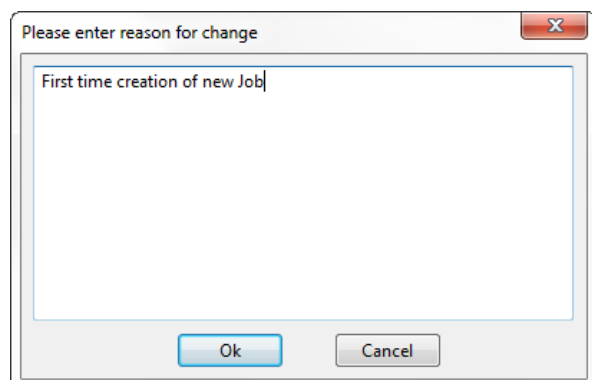 Please enter reason for change
First time creation of new Job
Ok Cancel